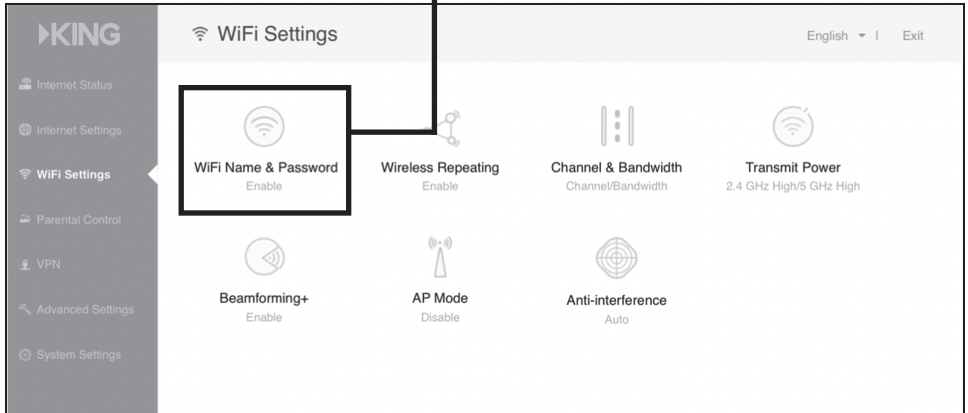 KING
WiFi Settings
English
Exit
Internet Status
Internet Settings
WiFi Settings
Parental Control
VPN
Advanced Settings
System Settings
WiFi Name & Password
Enable
Wireless Repeating
Enable
Channel & Bandwidth
Channel/Bandwidth
Transmit Power
2.4 GHz High/5 GHz High
Beamforming+
Enable
AP Mode
Disable
Anti-interference
Auto